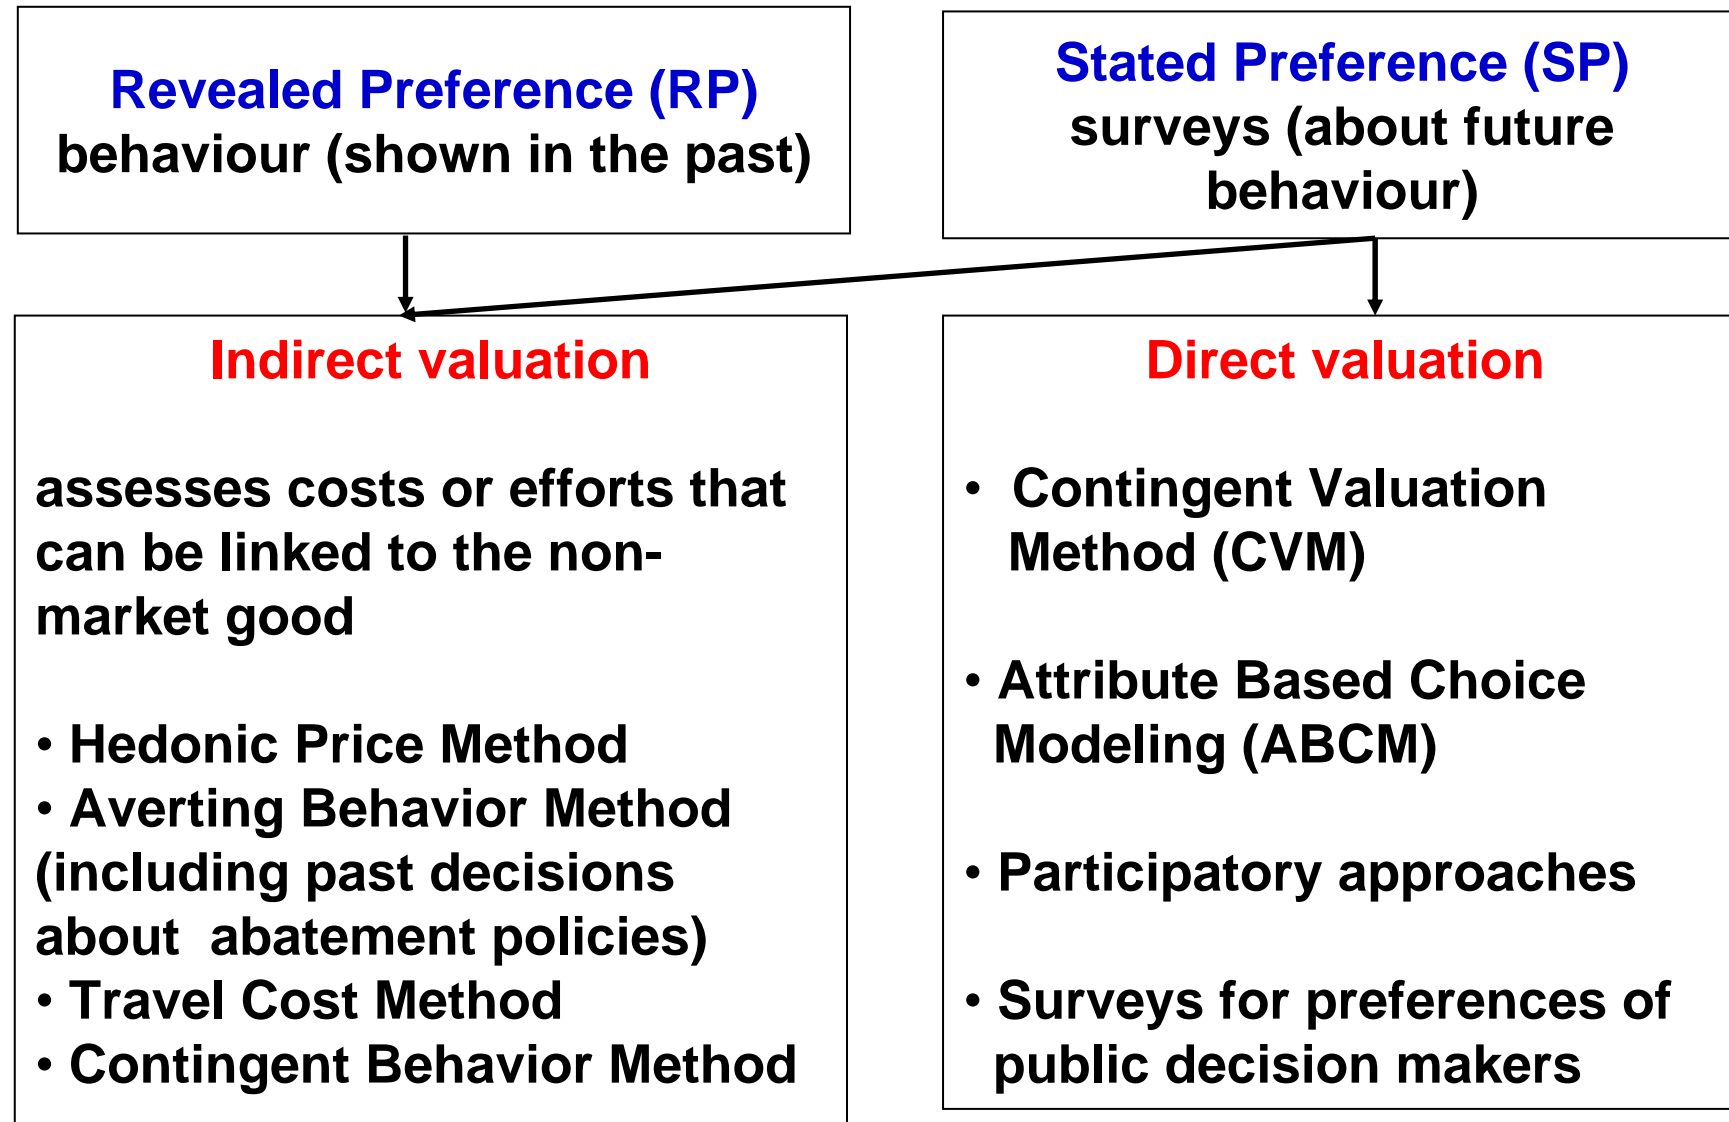 Revealed Preference (RP)
behaviour (shown in the past)
Stated Preference (SP)
surveys (about future
behaviour)
Indirect valuation
assesses costs or efforts that
can be linked to the non-
market good
• Hedonic Price Method
• Averting Behavior Method
(including past decisions
about  abatement policies)
• Travel Cost Method
• Contingent Behavior Method
Direct valuation
• Contingent Valuation
Method (CVM)
• Attribute Based Choice
Modeling (ABCM)
• Participatory approaches
• Surveys for preferences of
public decision makers